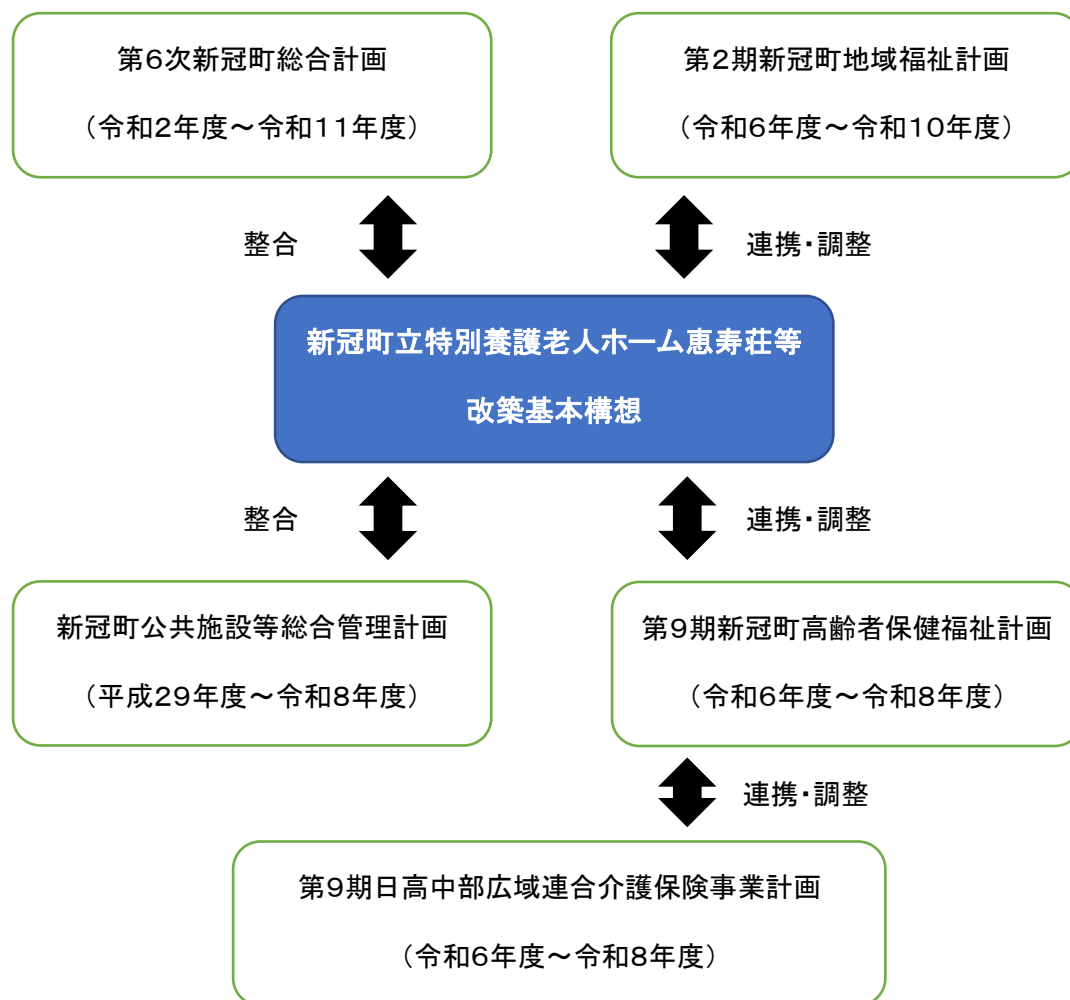 第6次新冠町総合計画
（令和2年度～令和11年度）
第2期新冠町地域福祉計画
（令和6年度～令和10年度）
整合
連携・調整
新冠町立特別養護老人ホーム恵寿荘等
改築基本構想
整合
連携・調整
新冠町公共施設等総合管理計画
（平成29年度～令和8年度）
第9期新冠町高齢者保健福祉計画
（令和6年度～令和8年度）
連携・調整
第9期日高中部広域連合介護保険事業計画
（令和6年度～令和8年度）